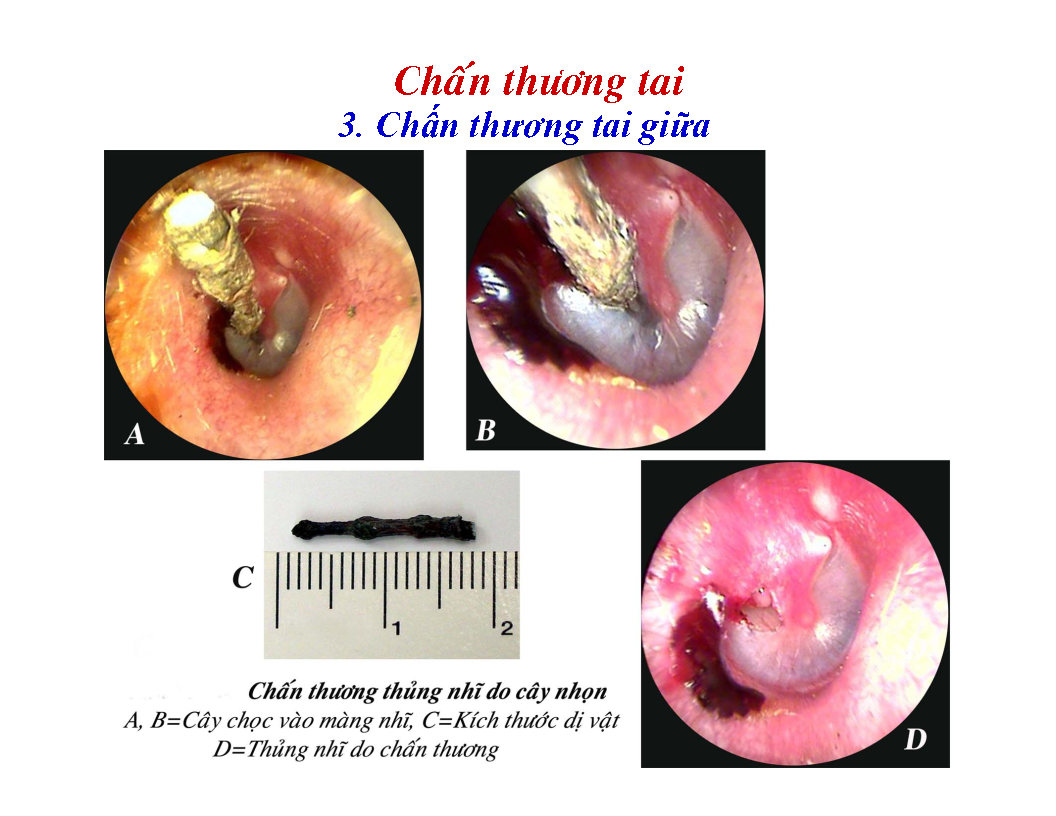 Chấn thương tai
3. Chấn thương tai giữa
A
B
C
1
2
D
Chấn thương thủng nhĩ do cây nhọn
A, B=Cây chọc vào màng nhĩ, C=Kích thước dị vật
D=Thủng nhĩ do chấn thương